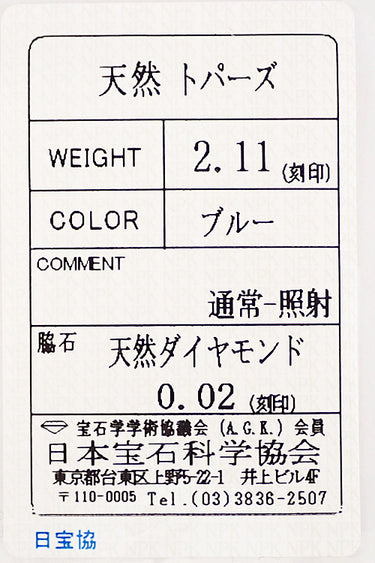 天然 トパーズ
WEIGHT 2.11 (刻印)
COLOR ブルー
COMMENT
通常-照射
脇石 天然ダイヤモンド
0.02 (刻印)
宝石学学術協議会 (A.G.K.) 会員
日本宝石科学協会
東京都台東区上野5-22-1 井上ビル4F
〒110-0005 Tel.(03)3836-2507
日宝協